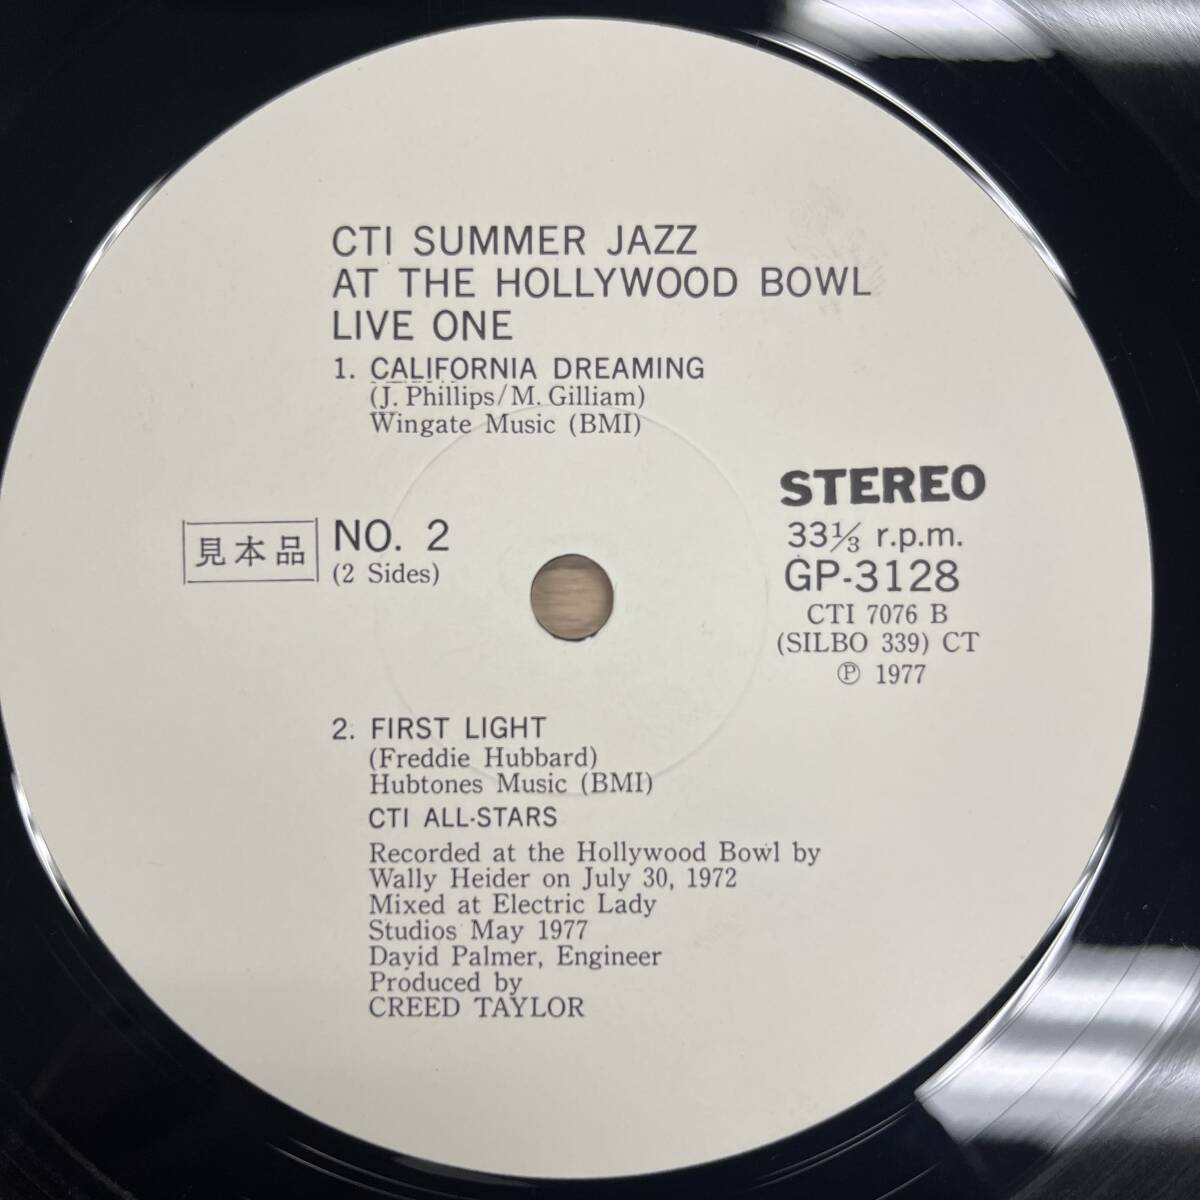 CTI SUMMER JAZZ
AT THE HOLLYWOOD BOWL
LIVE ONE
1. CALIFORNIA DREAMING
(J. Phillips/M. Gilliam)
Wingate Music (BMI)
見本品
NO. 2
(2 Sides)
STEREO
33⅓ r.p.m.
GP-3128
CTI 7076 B
(SILBO 339) CT
Ⓟ 1977
2. FIRST LIGHT
(Freddie Hubbard)
Hubtones Music (BMI)
CTI ALL-STARS
Recorded at the Hollywood Bowl by
Wally Heider on July 30, 1972
Mixed at Electric Lady
Studios May 1977
David Palmer, Engineer
Produced by
CREED TAYLOR